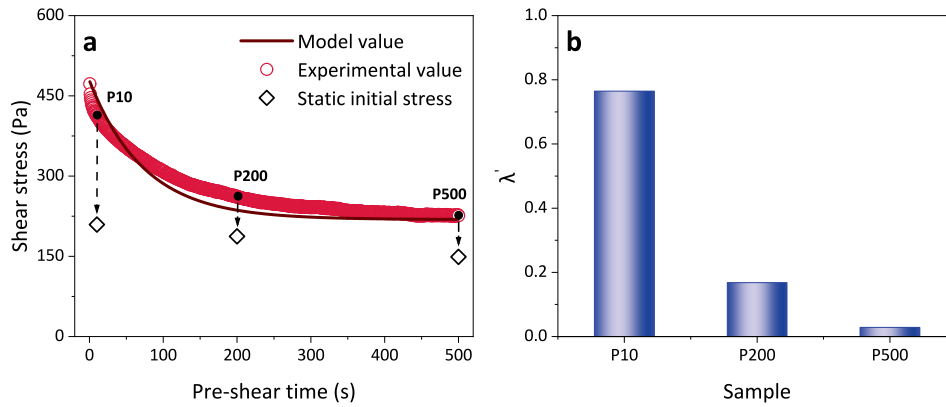 a
Model value
Experimental value
Static initial stress
P10
P200
P500
600
450
300
150
0
Shear stress (Pa)
0
100
200
300
400
500
Pre-shear time (s)
b
1.0
0.8
0.6
0.4
0.2
0.0
λ'
P10
P200
P500
Sample